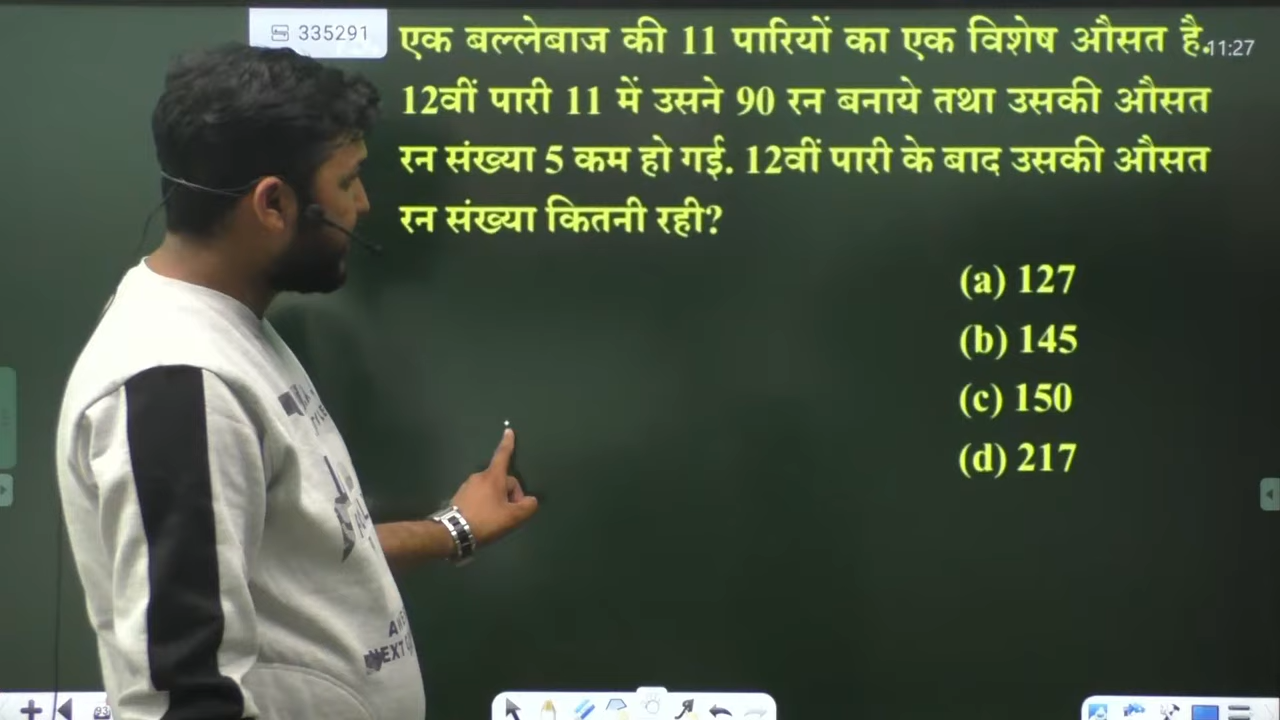 335291
एक बल्लेबाज की 11 पारियों का एक विशेष औसत है.
11:27
12वीं पारी 11 में उसने 90 रन बनाये तथा उसकी औसत
रन संख्या 5 कम हो गई. 12वीं पारी के बाद उसकी औसत
रन संख्या कितनी रही?
(a) 127
(b) 145
(c) 150
(d) 217